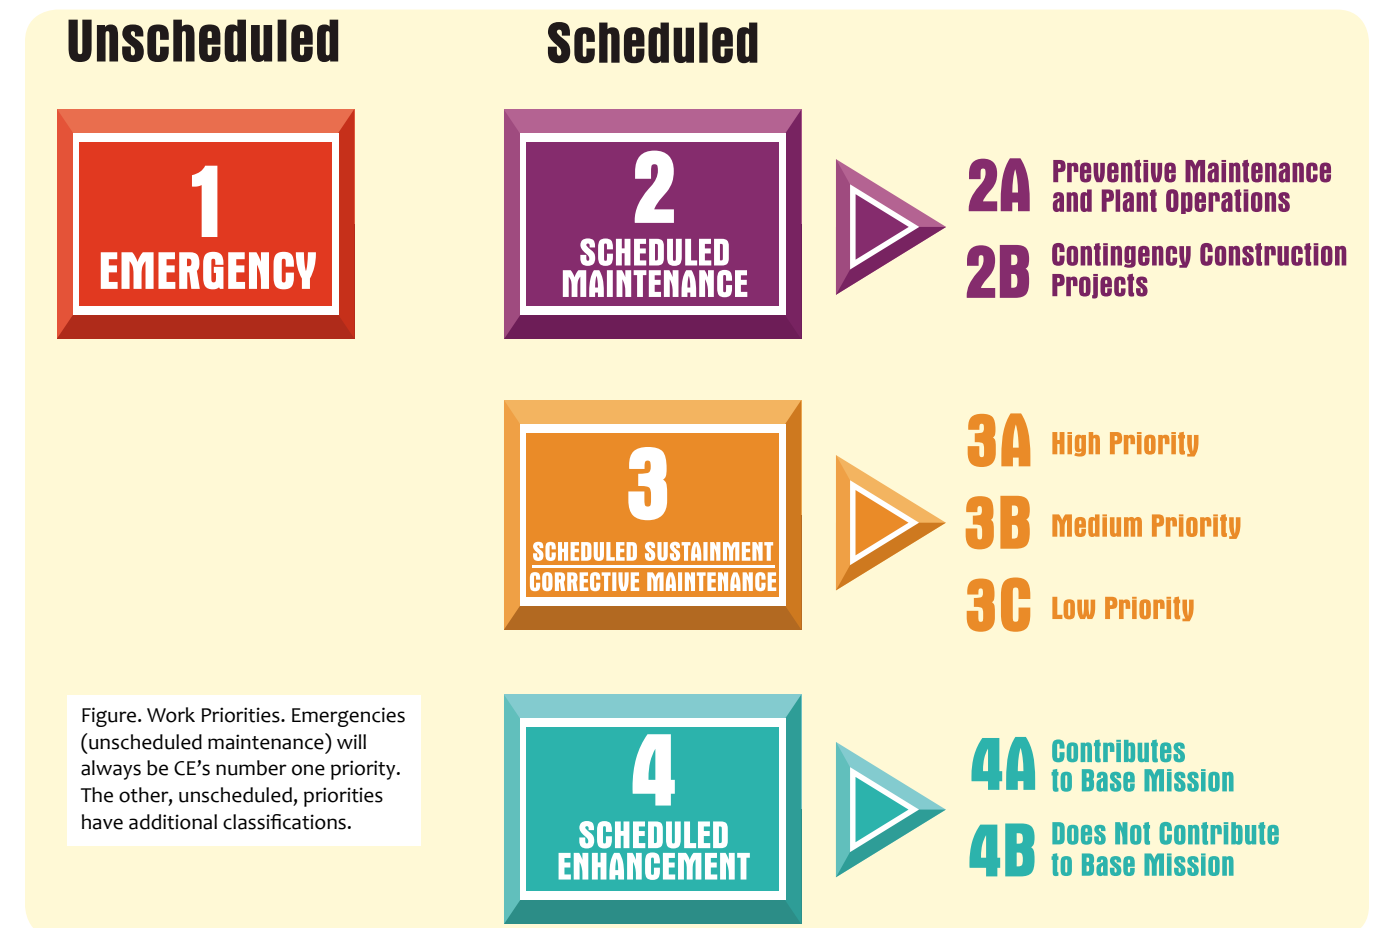 Unscheduled
Scheduled
1
EMERGENCY
2
SCHEDULED
MAINTENANCE
2A Preventive Maintenance
and Plant Operations
2B Contingency Construction
Projects
3
SCHEDULED SUSTAINMENT
CORRECTIVE MAINTENANCE
3A High Priority
3B Medium Priority
3C Low Priority
Figure. Work Priorities. Emergencies
(unscheduled maintenance) will
always be CE’s number one priority.
The other, unscheduled, priorities
have additional classifications.
4
SCHEDULED
ENHANCEMENT
4A Contributes
to Base Mission
4B Does Not Contribute
to Base Mission